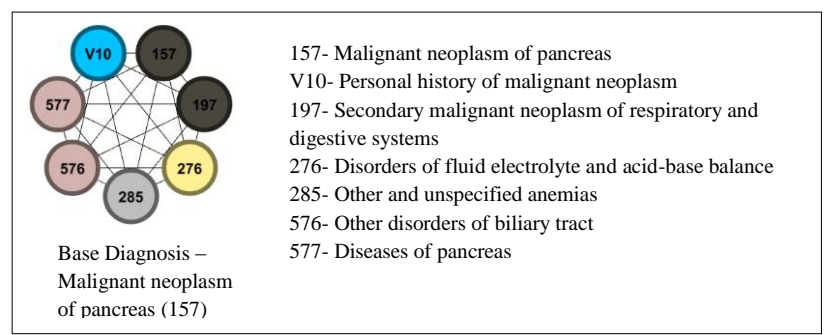 V10
157
577
197
576
276
285
Base Diagnosis –
Malignant neoplasm
of pancreas (157)
157- Malignant neoplasm of pancreas
V10- Personal history of malignant neoplasm
197- Secondary malignant neoplasm of respiratory and
digestive systems
276- Disorders of fluid electrolyte and acid-base balance
285- Other and unspecified anemias
576- Other disorders of biliary tract
577- Diseases of pancreas